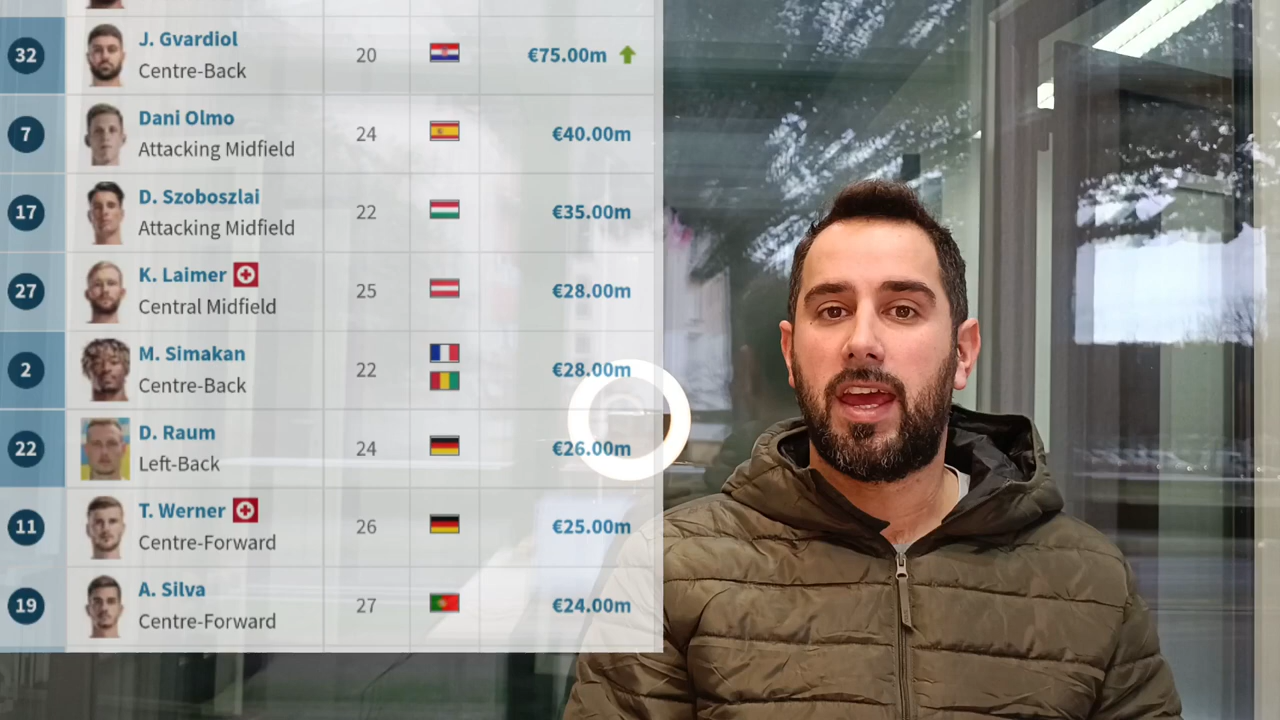 32 J. Gvardiol 20 €75.00m
Centre-Back
7 Dani Olmo 24 €40.00m
Attacking Midfield
17 D. Szoboszlai 22 €35.00m
Attacking Midfield
27 K. Laimer 25 €28.00m
Central Midfield
2 M. Simakan 22 €28.00m
Centre-Back
22 D. Raum 24 €26.00m
Left-Back
11 T. Werner 26 €25.00m
Centre-Forward
19 A. Silva 27 €24.00m
Centre-Forward